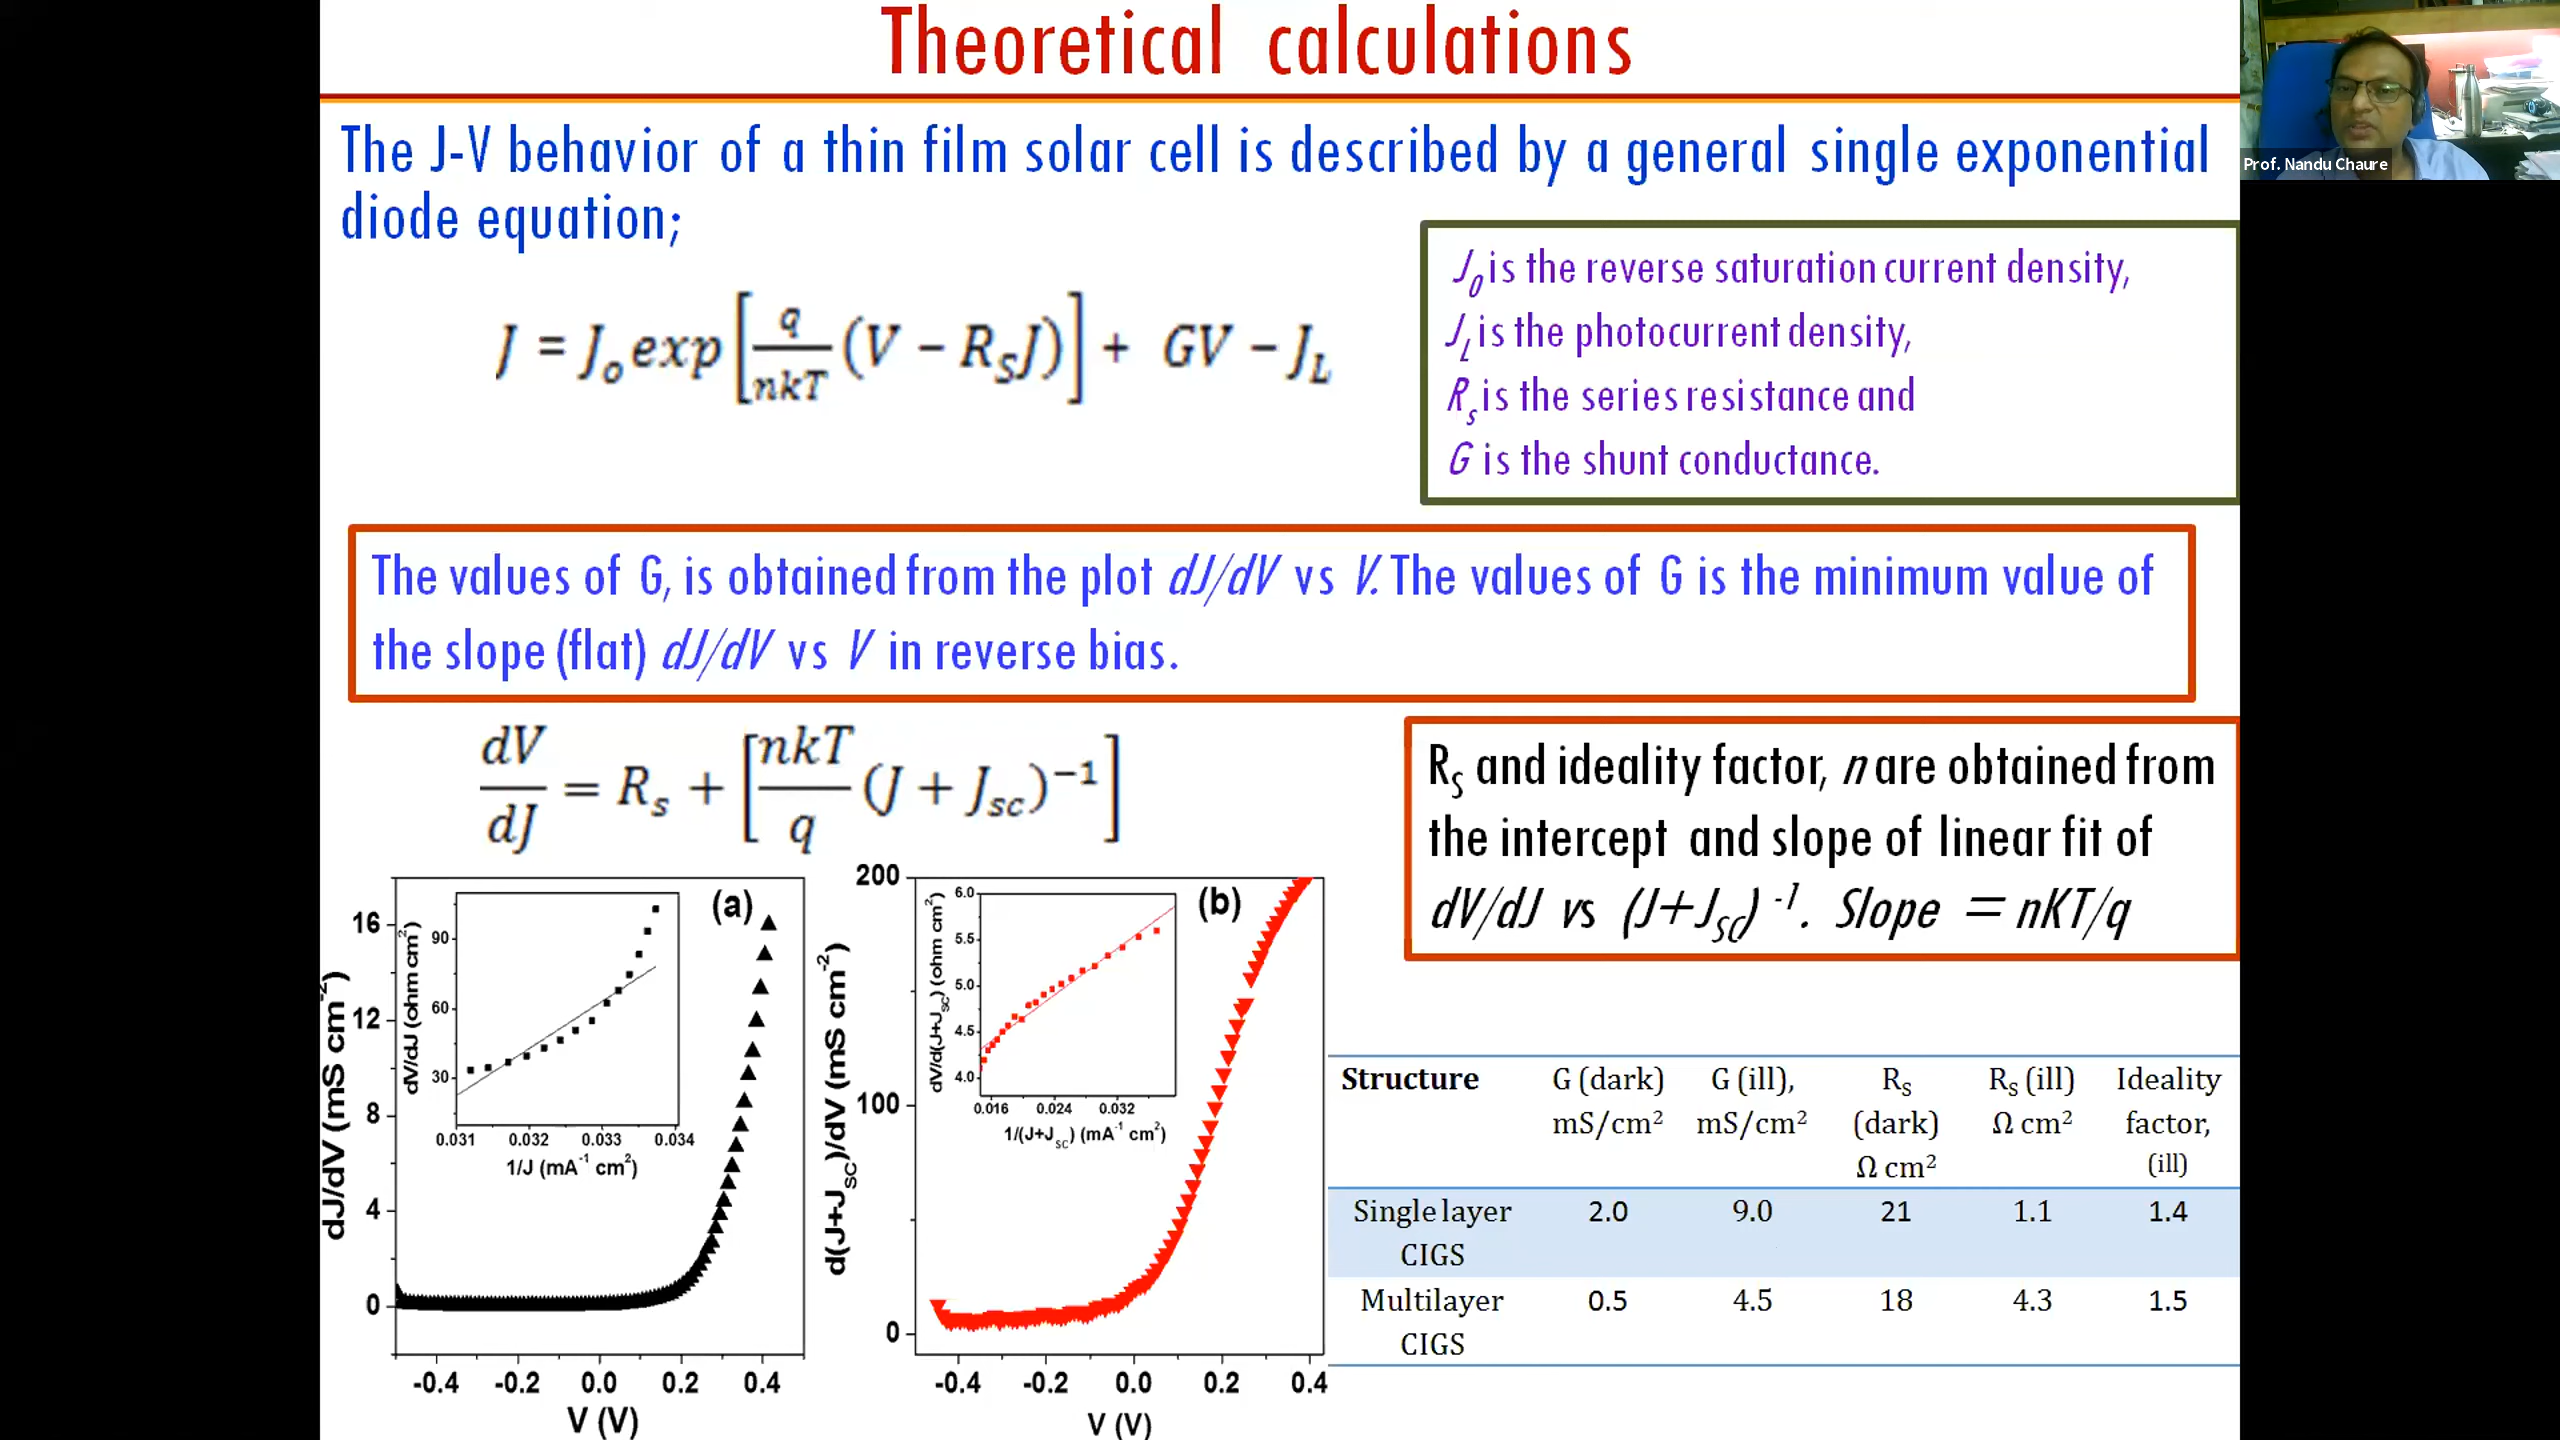 Theoretical calculations
Prof. Nandu Chaure
The J-V behavior of a thin film solar cell is described by a general single exponential
diode equation;
J = J_o exp [ q/nkT (V − R_S J) ] + GV − J_L
J_0 is the reverse saturation current density,
J_L is the photocurrent density,
R_s is the series resistance and
G is the shunt conductance.
The values of G, is obtained from the plot dJ/dV vs V. The values of G is the minimum value of
the slope (flat) dJ/dV vs V in reverse bias.
dV/dJ = R_s + [ nkT/q (J + J_sc)^−1 ]
R_S and ideality factor, n are obtained from
the intercept and slope of linear fit of
dV/dJ vs (J+J_SC)^-1. Slope = nKT/q
(a)
dJ/dV (mS cm^-2)
16
12
8
4
0
-0.4 -0.2 0.0 0.2 0.4
V (V)
dV/dJ (ohm cm^2)
90
60
30
0.031 0.032 0.033 0.034
1/J (mA^-1 cm^2)
(b)
d(J+J_SC)/dV (mS cm^-2)
200
100
0
-0.4 -0.2 0.0 0.2 0.4
V (V)
dV/d(J+J_SC) (ohm cm^2)
6.0
5.5
5.0
4.5
4.0
0.016 0.024 0.032
1/(J+J_SC) (mA^-1 cm^2)
Structure G (dark) mS/cm² G (ill), mS/cm² R_S (dark) Ω cm² R_S (ill) Ω cm² Ideality factor, (ill)
Single layer CIGS 2.0 9.0 21 1.1 1.4
Multilayer CIGS 0.5 4.5 18 4.3 1.5